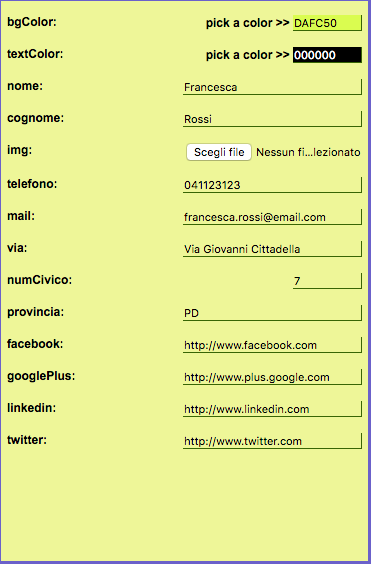 bgColor: pick a color >> DAFC50
textColor: pick a color >> 000000
nome: Francesca
cognome: Rossi
img: Scegli file Nessun fi...lezionato
telefono: 041123123
mail: francesca.rossi@email.com
via: Via Giovanni Cittadella
numCivico: 7
provincia: PD
facebook: http://www.facebook.com
googlePlus: http://www.plus.google.com
linkedin: http://www.linkedin.com
twitter: http://www.twitter.com